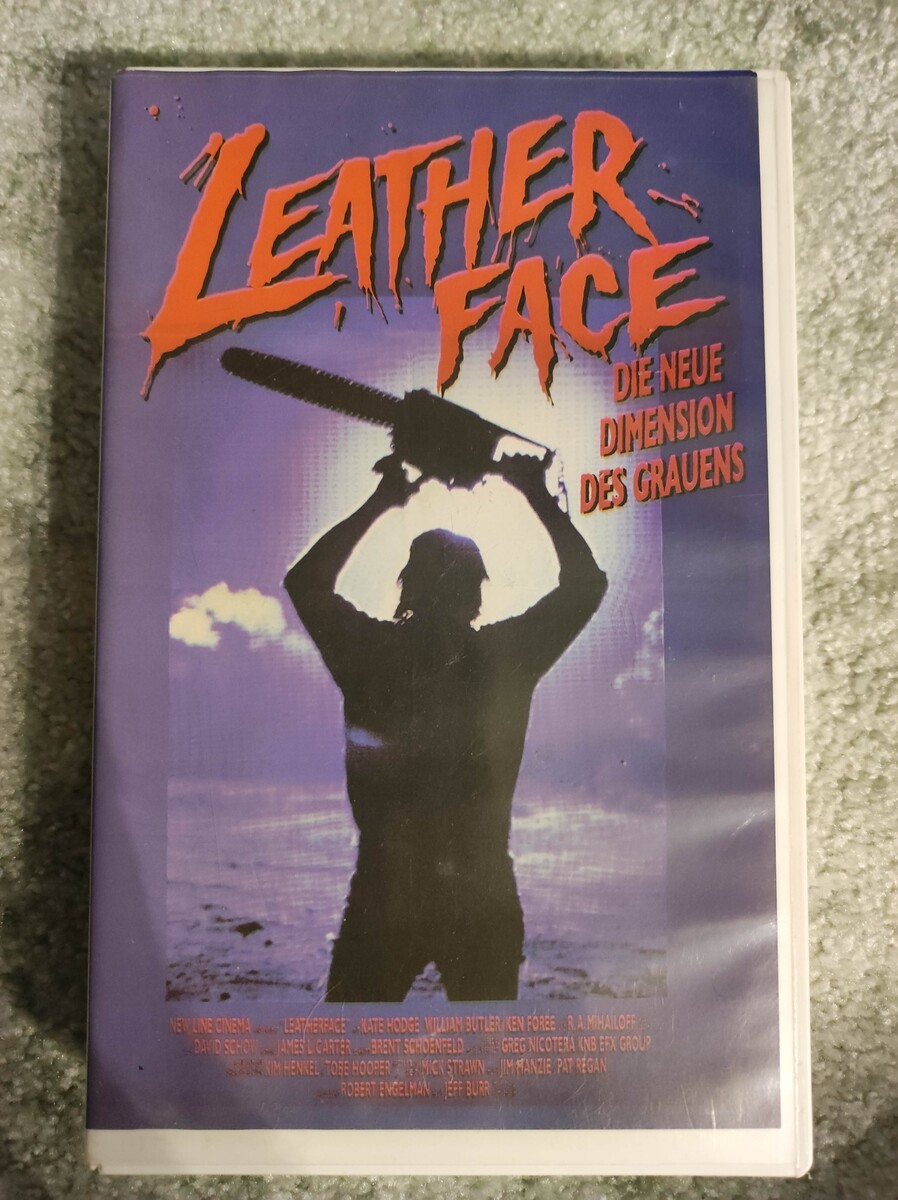 LEATHER
FACE
DIE NEUE
DIMENSION
DES GRAUENS
NEW LINE CINEMA "LEATHERFACE" NATE HODGE WILLIAM BUTLER KEN FOREE R.A. MIHAILOFF
DAVID SCHOW JAMES L. CARTER BRENT SCHOENFELD GREG NICOTERA KNB EFX GROUP
KIM HENKEL TOBE HOOPER MICK STRAWN JIM MANZIE PAT REGAN
ROBERT ENGELMAN JEFF BURR